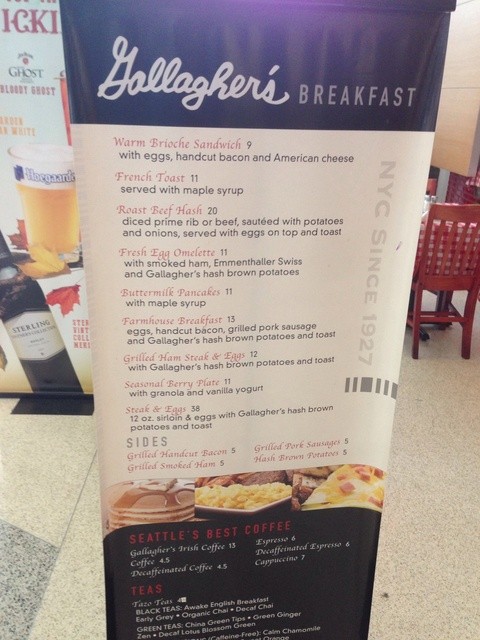 ICKI
GHOST
BLOODY GHOST
Hoegaarde
STERLING
Gallagher's BREAKFAST
NYC SINCE 1927
Warm Brioche Sandwich 9
with eggs, handcut bacon and American cheese
French Toast 11
served with maple syrup
Roast Beef Hash 20
diced prime rib or beef, sautéed with potatoes
and onions, served with eggs on top and toast
Fresh Egg Omelette 11
with smoked ham, Emmenthaller Swiss
and Gallagher's hash brown potatoes
Buttermilk Pancakes 11
with maple syrup
Farmhouse Breakfast 13
eggs, handcut bacon, grilled pork sausage
and Gallagher's hash brown potatoes and toast
Grilled Ham Steak & Eggs 12
with Gallagher's hash brown potatoes and toast
Seasonal Berry Plate 11
with granola and vanilla yogurt
Steak & Eggs 38
12 oz. sirloin & eggs with Gallagher's hash brown
potatoes and toast
SIDES
Grilled Handcut Bacon 5
Grilled Smoked Ham 5
Grilled Pork Sausages 5
Hash Brown Potatoes 5
SEATTLE'S BEST COFFEE
Gallagher's Irish Coffee 13
Coffee 4.5
Decaffeinated Coffee 4.5
Espresso 6
Decaffeinated Espresso 6
Cappuccino 7
TEAS
Tazo Teas 4
BLACK TEAS: Awake English Breakfast
Early Grey • Organic Chai • Decaf Chai
GREEN TEAS: China Green Tips • Green Ginger
Zen • Decaf Lotus Blossom Green
(Caffeine-Free): Calm Chamomile
Orange